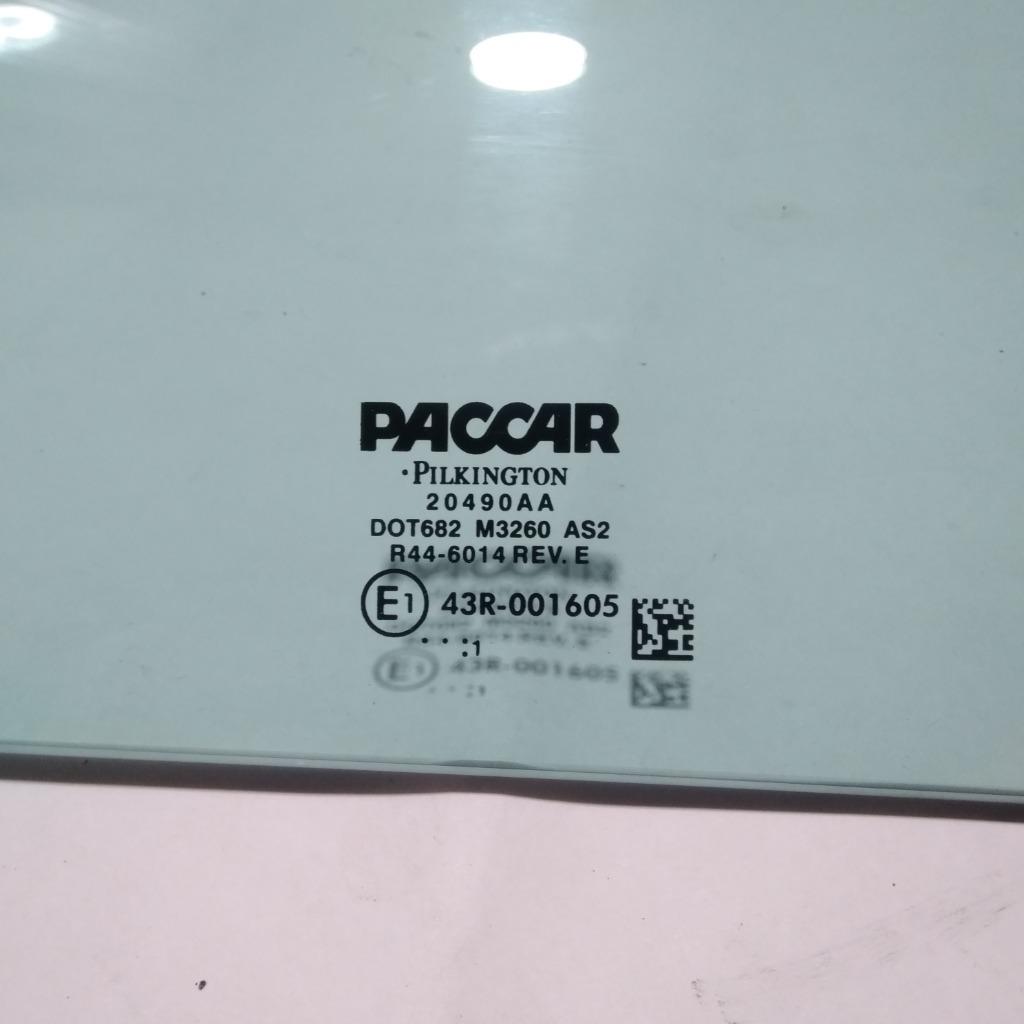 PACCAR
·PILKINGTON
20490AA
DOT682 M3260 AS2
R44-6014 REV. E
E1 43R-001605
. . :1